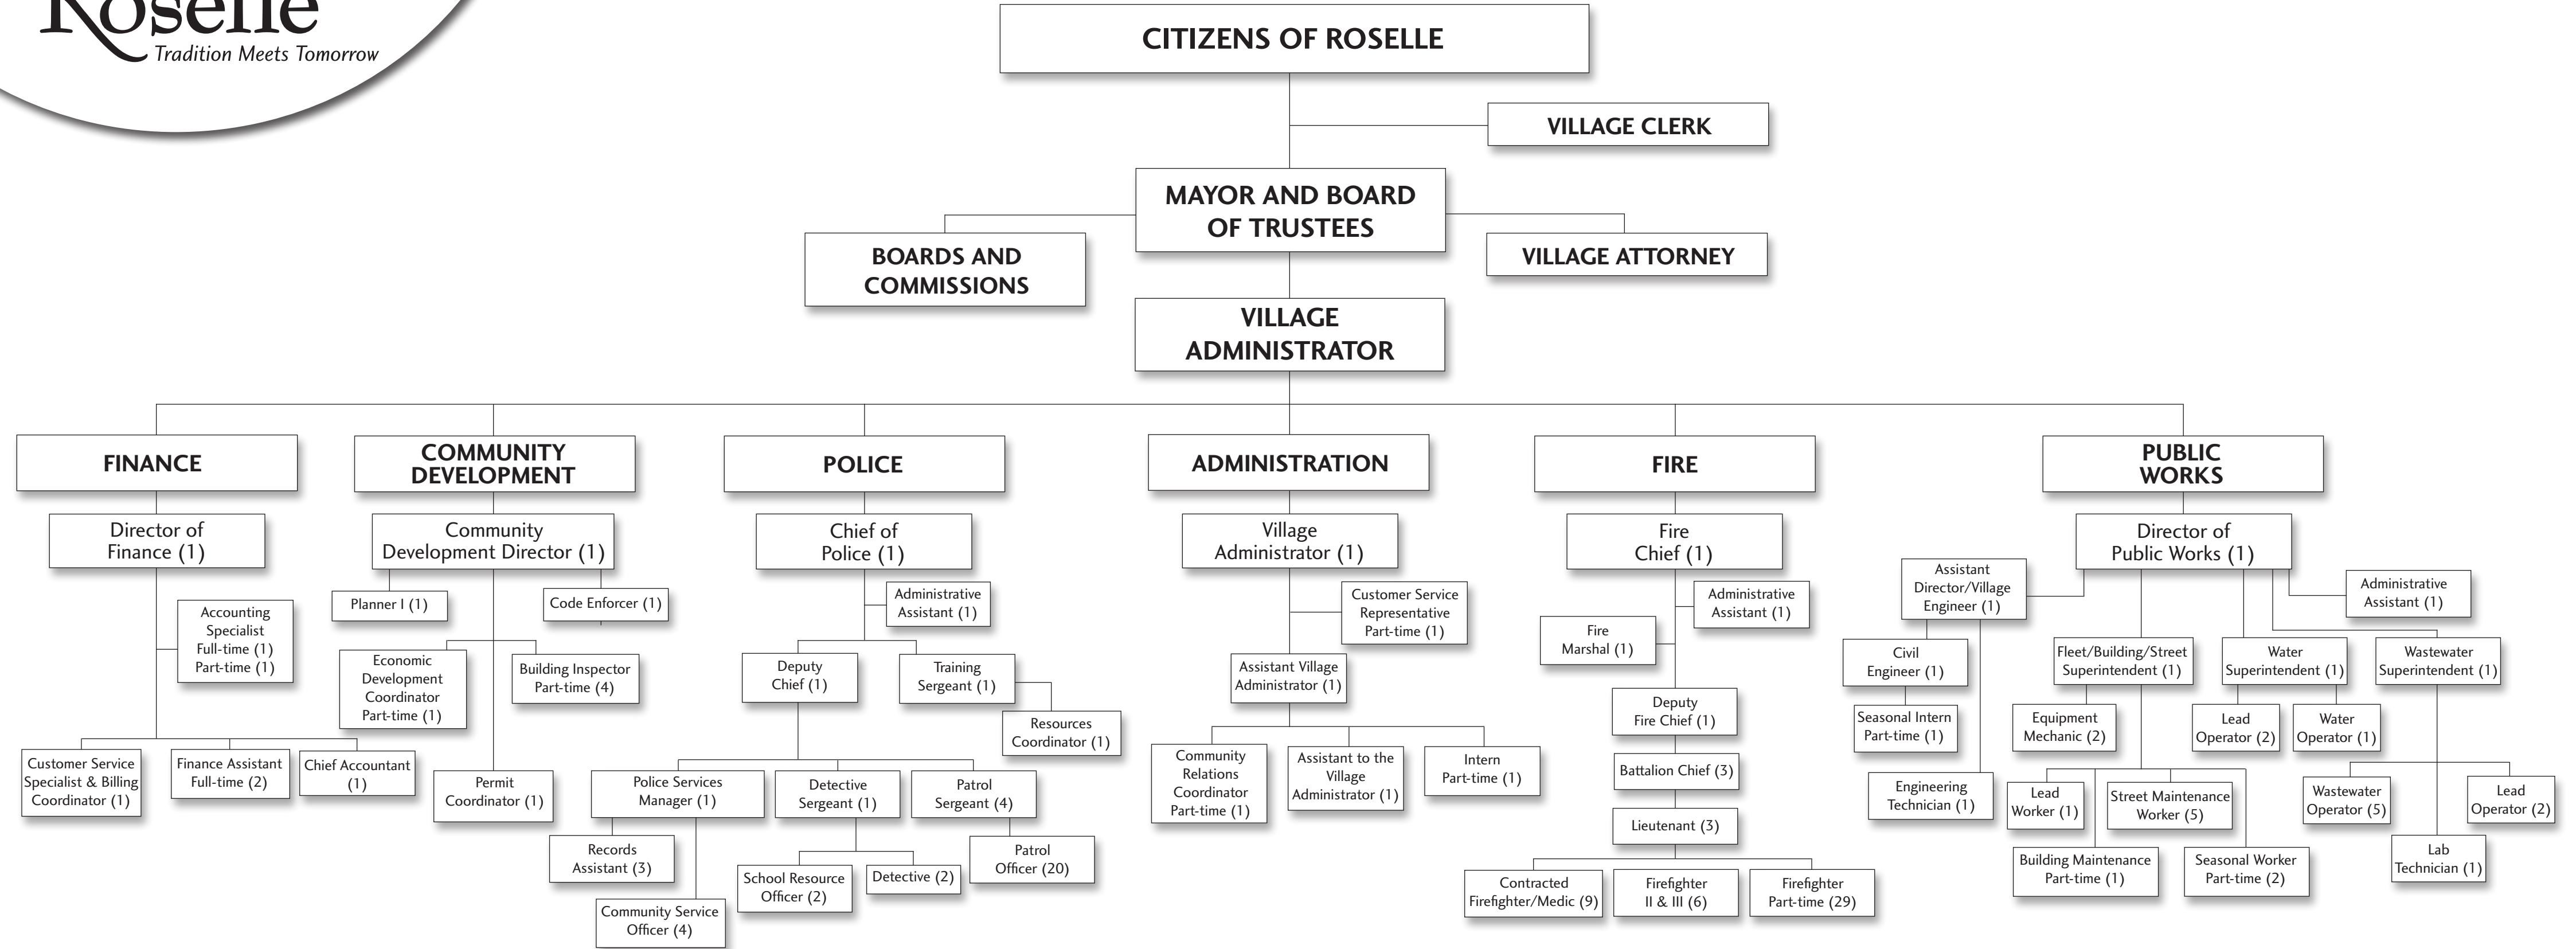 Roselle
Tradition Meets Tomorrow
CITIZENS OF ROSELLE
VILLAGE CLERK
MAYOR AND BOARD
OF TRUSTEES
BOARDS AND
COMMISSIONS
VILLAGE ATTORNEY
VILLAGE
ADMINISTRATOR
FINANCE
Director of
Finance (1)
Accounting
Specialist
Full-time (1)
Part-time (1)
Customer Service
Specialist & Billing
Coordinator (1)
Finance Assistant
Full-time (2)
Chief Accountant
(1)
COMMUNITY
DEVELOPMENT
Community
Development Director (1)
Planner I (1)
Code Enforcer (1)
Economic
Development
Coordinator
Part-time (1)
Building Inspector
Part-time (4)
Permit
Coordinator (1)
POLICE
Chief of
Police (1)
Administrative
Assistant (1)
Deputy
Chief (1)
Training
Sergeant (1)
Resources
Coordinator (1)
Police Services
Manager (1)
Detective
Sergeant (1)
Patrol
Sergeant (4)
Records
Assistant (3)
Community Service
Officer (4)
School Resource
Officer (2)
Detective (2)
Patrol
Officer (20)
ADMINISTRATION
Village
Administrator (1)
Customer Service
Representative
Part-time (1)
Assistant Village
Administrator (1)
Community
Relations
Coordinator
Part-time (1)
Assistant to the
Village
Administrator (1)
Intern
Part-time (1)
FIRE
Fire
Chief (1)
Administrative
Assistant (1)
Fire
Marshal (1)
Deputy
Fire Chief (1)
Battalion Chief (3)
Lieutenant (3)
Contracted
Firefighter/Medic (9)
Firefighter
II & III (6)
Firefighter
Part-time (29)
PUBLIC
WORKS
Director of
Public Works (1)
Assistant
Director/Village
Engineer (1)
Administrative
Assistant (1)
Civil
Engineer (1)
Seasonal Intern
Part-time (1)
Engineering
Technician (1)
Fleet/Building/Street
Superintendent (1)
Equipment
Mechanic (2)
Lead
Worker (1)
Street Maintenance
Worker (5)
Building Maintenance
Part-time (1)
Seasonal Worker
Part-time (2)
Water
Superintendent (1)
Lead
Operator (2)
Water
Operator (1)
Wastewater
Superintendent (1)
Wastewater
Operator (5)
Lead
Operator (2)
Lab
Technician (1)